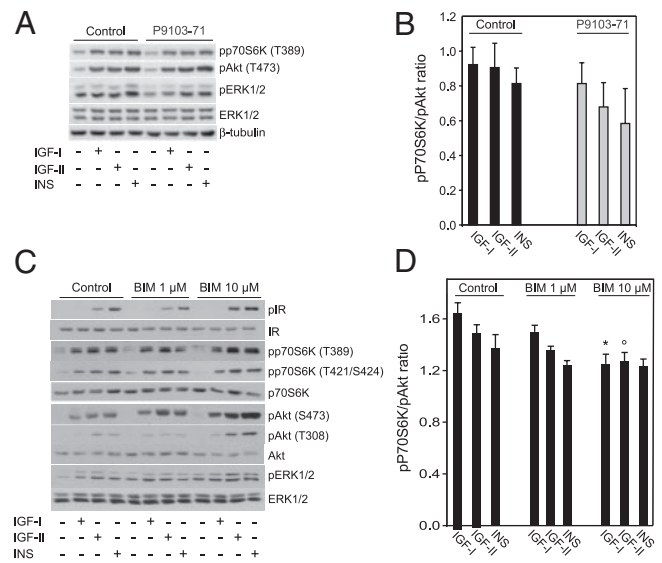 A
Control P9103-71
pp70S6K (T389)
pAkt (T473)
pERK1/2
ERK1/2
β-tubulin
IGF-I - + - - - + - -
IGF-II - - + - - - + -
INS - - - + - - - +
B
pP70S6K/pAkt ratio
Control P9103-71
1.2
1.0
0.8
0.6
0.4
0.2
0.0
IGF-I IGF-II INS IGF-I IGF-II INS
C
Control BIM 1 µM BIM 10 µM
pIR
IR
pp70S6K (T389)
pp70S6K (T421/S424)
p70S6K
pAkt (S473)
pAkt (T308)
Akt
pERK1/2
ERK1/2
IGF-I - + - - - + - - - + - -
IGF-II - - + - - - + - - - + -
INS - - - + - - - + - - - +
D
pP70S6K/pAkt ratio
Control BIM 1 µM BIM 10 µM
1.6
1.2
0.8
0.4
0.0
* °
IGF-I IGF-II INS IGF-I IGF-II INS IGF-I IGF-II INS